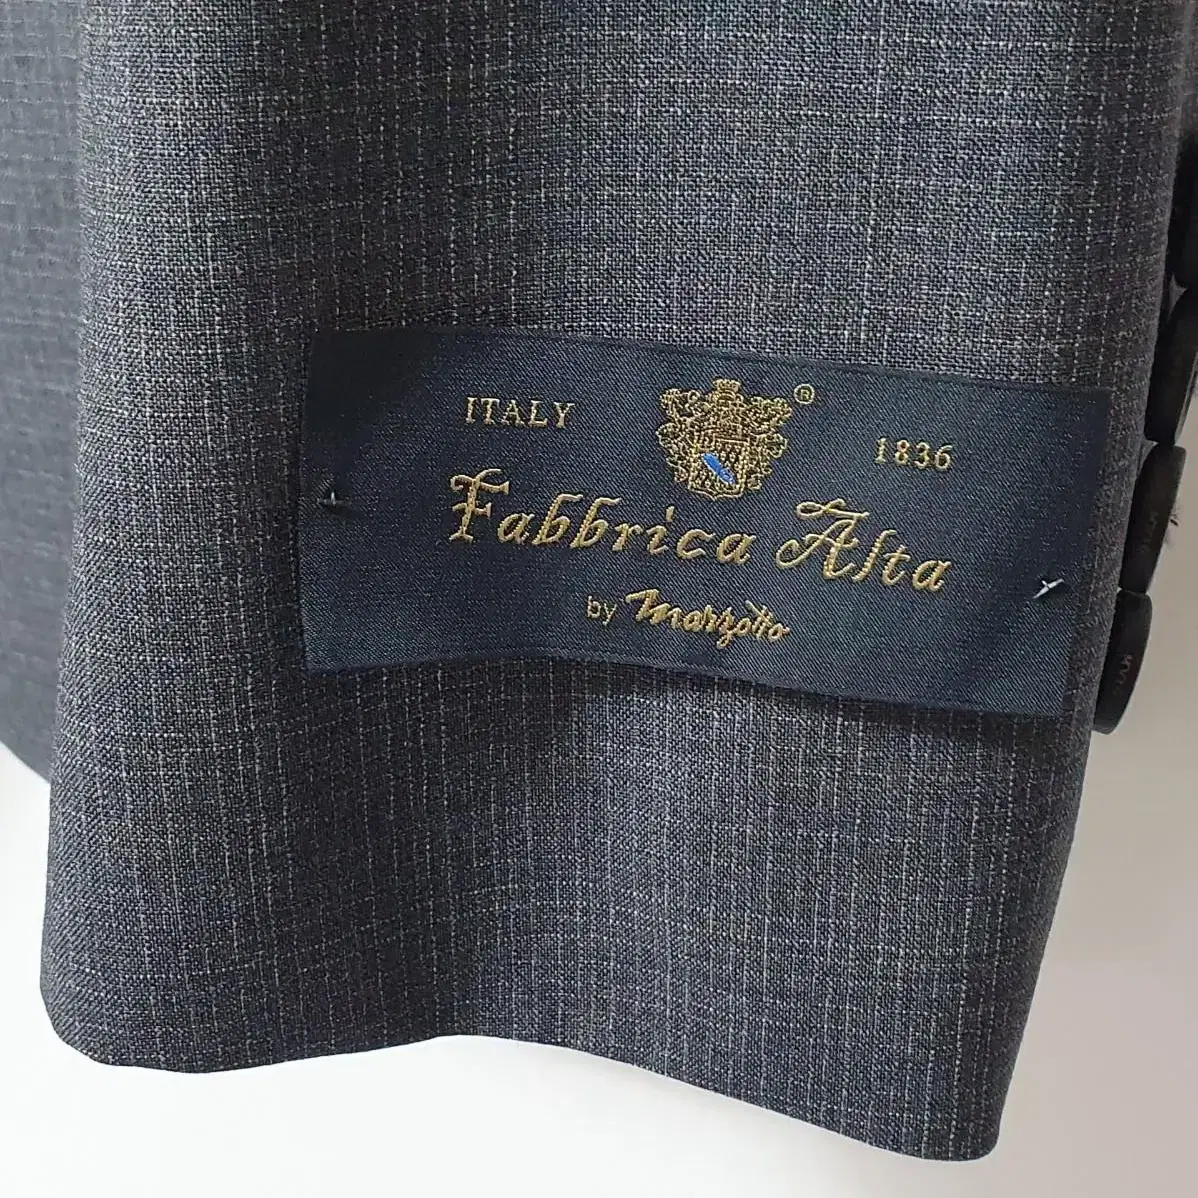 ITALY ® 1836
Fabbrica Alta
by marzotto